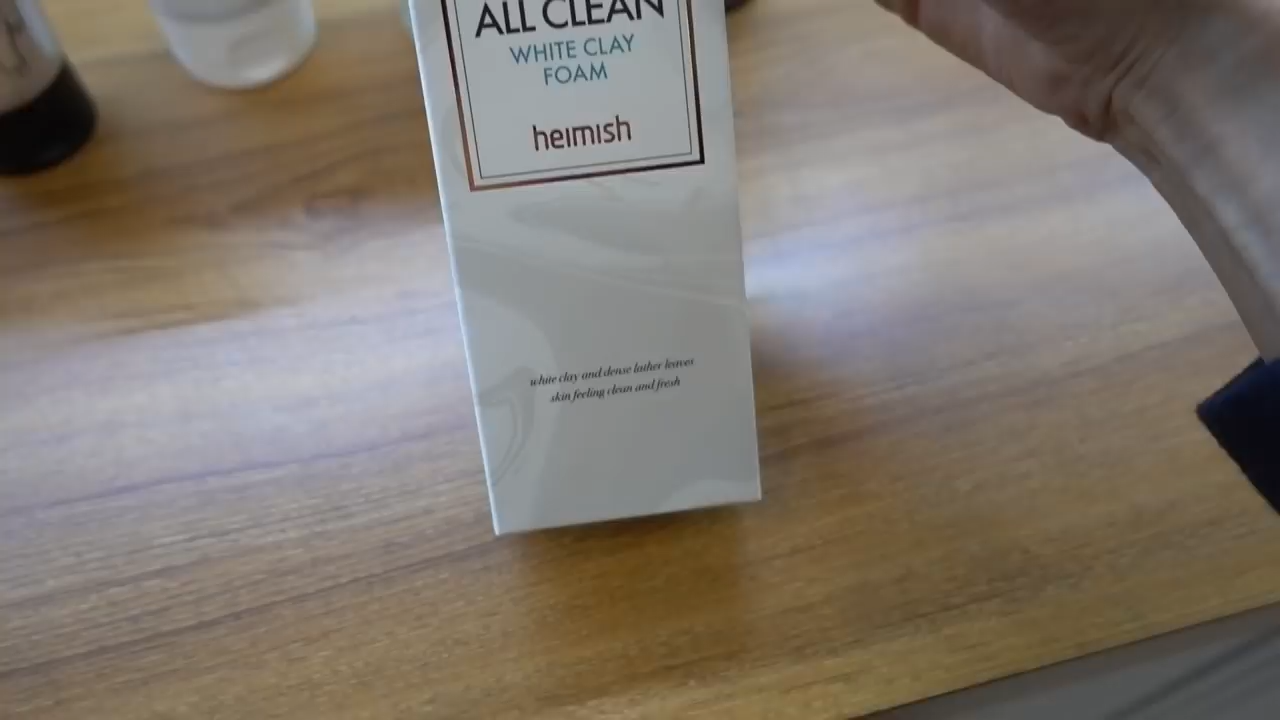 ALL CLEAN
WHITE CLAY
FOAM
heimish
white clay and dense lather leaves
skin feeling clean and fresh